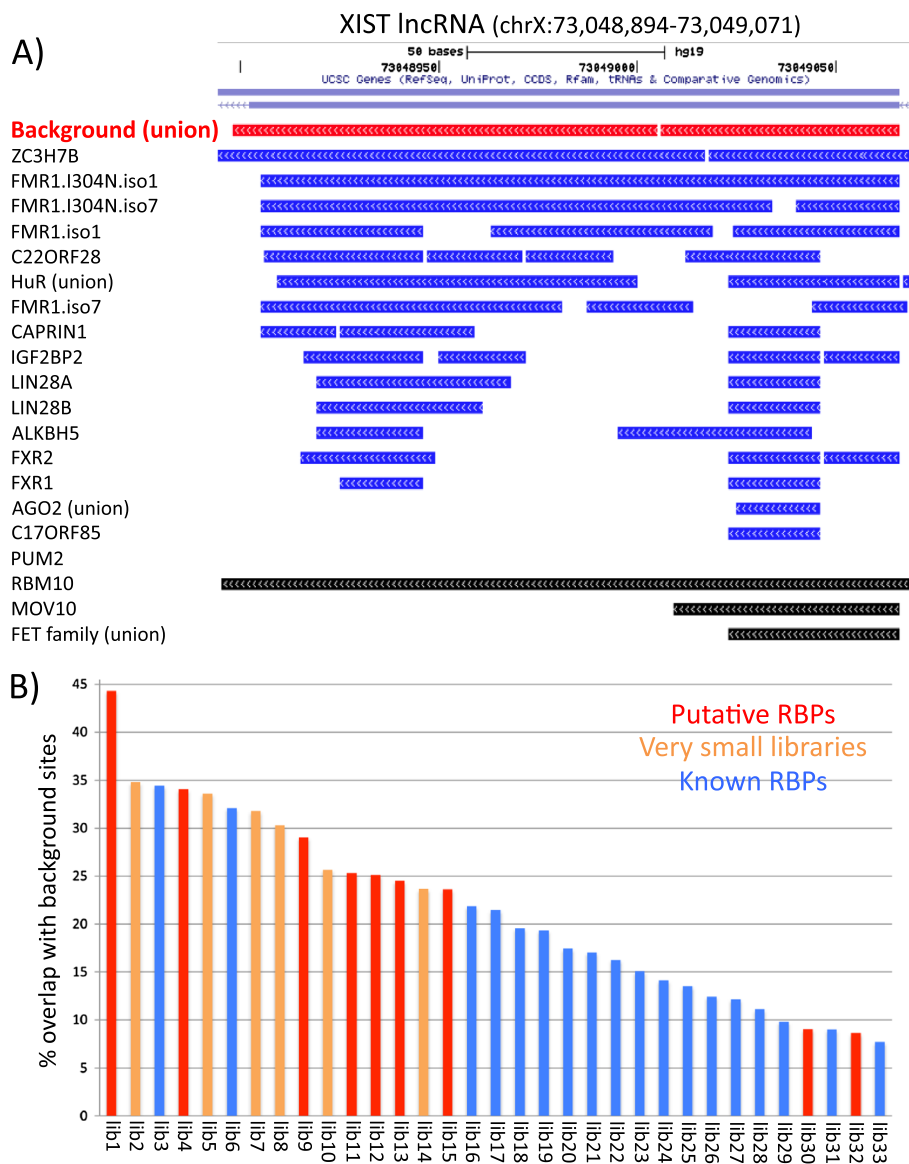 XIST lncRNA (chrX:73,048,894-73,049,071)
A)
50 bases hg19
73048950 73049000 73049050
UCSC Genes (RefSeq, UniProt, CCDS, Rfam, tRNAs & Comparative Genomics)
Background (union)
ZC3H7B
FMR1.I304N.iso1
FMR1.I304N.iso7
FMR1.iso1
C22ORF28
HuR (union)
FMR1.iso7
CAPRIN1
IGF2BP2
LIN28A
LIN28B
ALKBH5
FXR2
FXR1
AGO2 (union)
C17ORF85
PUM2
RBM10
MOV10
FET family (union)
B)
% overlap with background sites
45
40
35
30
25
20
15
10
5
0
Putative RBPs
Very small libraries
Known RBPs
lib1 lib2 lib3 lib4 lib5 lib6 lib7 lib8 lib9 lib10 lib11 lib12 lib13 lib14 lib15 lib16 lib17 lib18 lib19 lib20 lib21 lib22 lib23 lib24 lib25 lib26 lib27 lib28 lib29 lib30 lib31 lib32 lib33